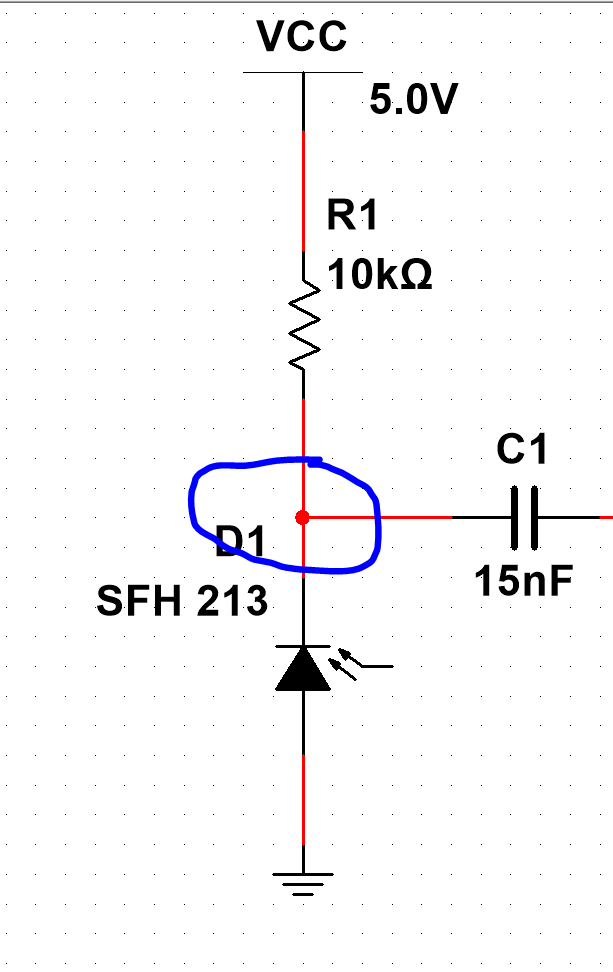 VCC
5.0V
R1
10kΩ
C1
D1
15nF
SFH 213